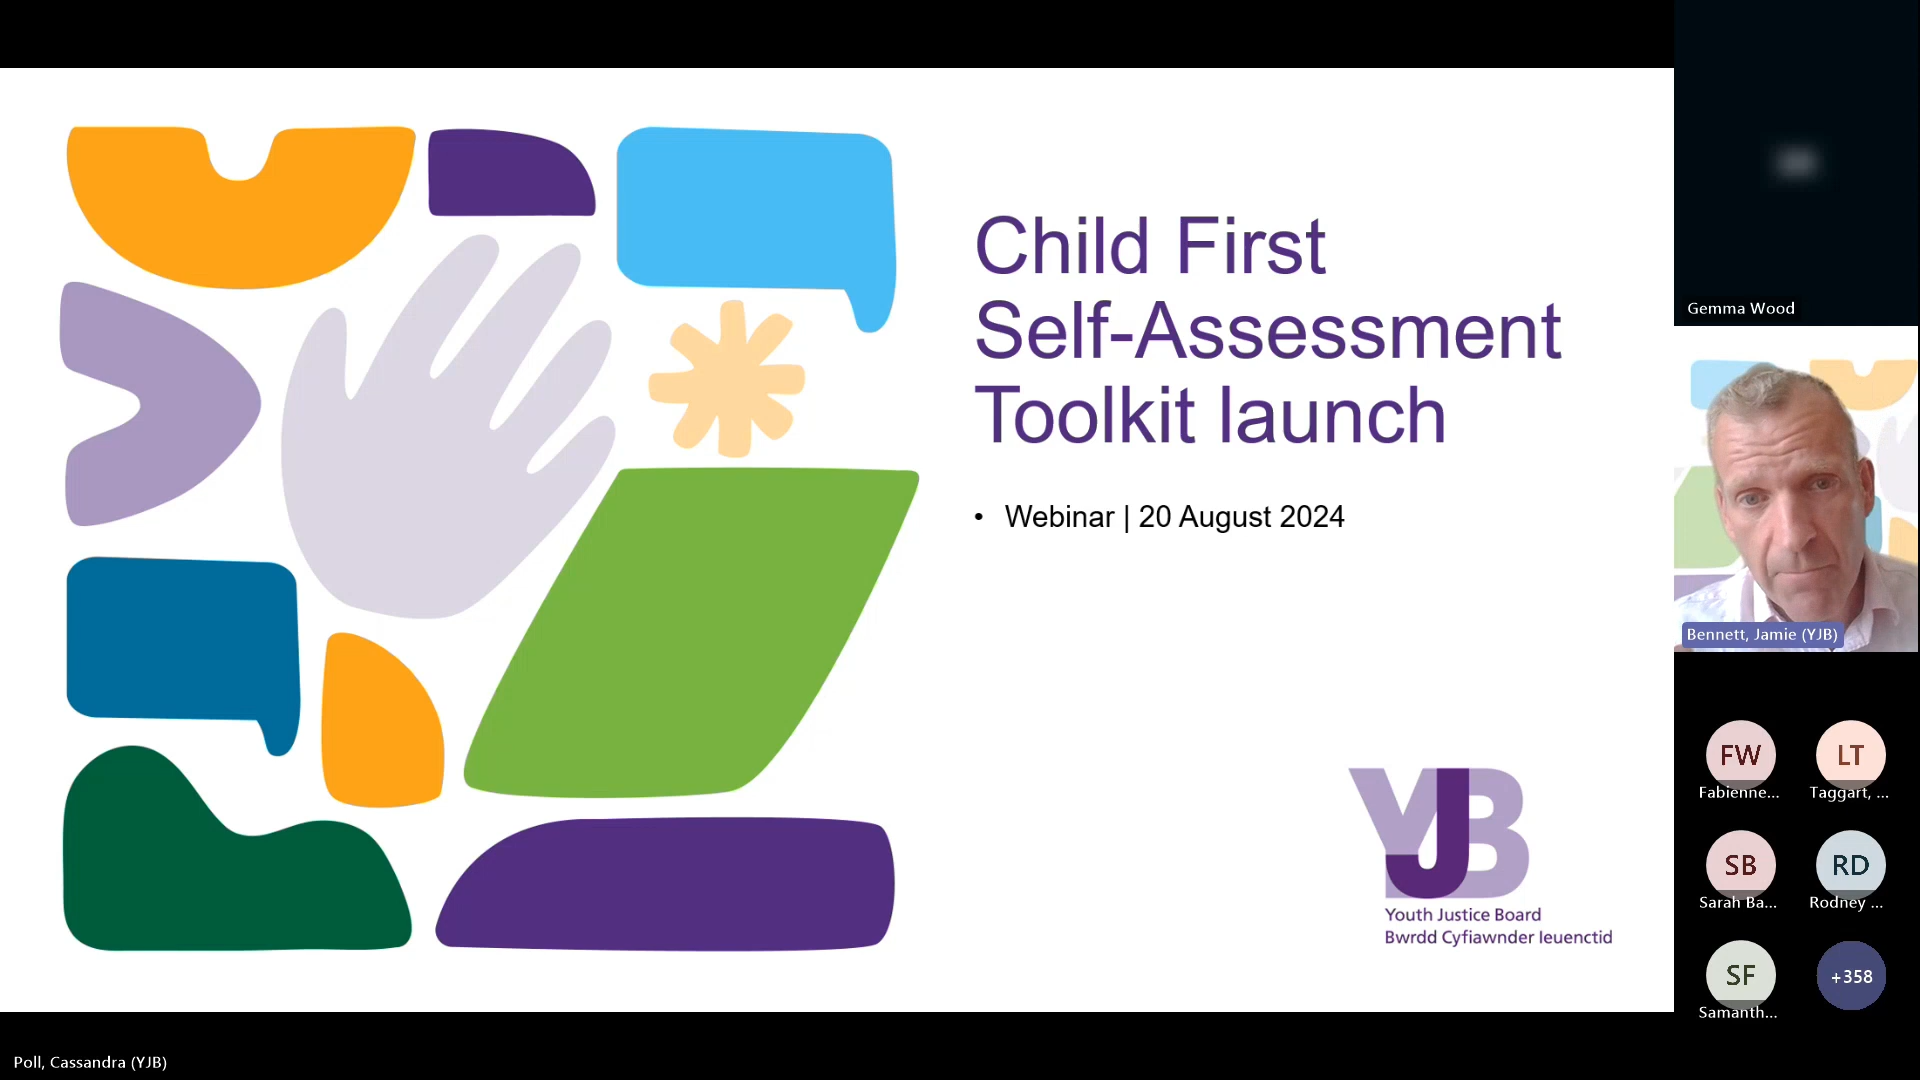 Child First
Self-Assessment
Toolkit launch
• Webinar | 20 August 2024
YJB
Youth Justice Board
Bwrdd Cyfiawnder Ieuenctid
Gemma Wood
Bennett, Jamie (YJB)
FW
Fabienne...
LT
Taggart, ...
SB
Sarah Ba...
RD
Rodney ...
SF
Samanth...
+358
Poll, Cassandra (YJB)